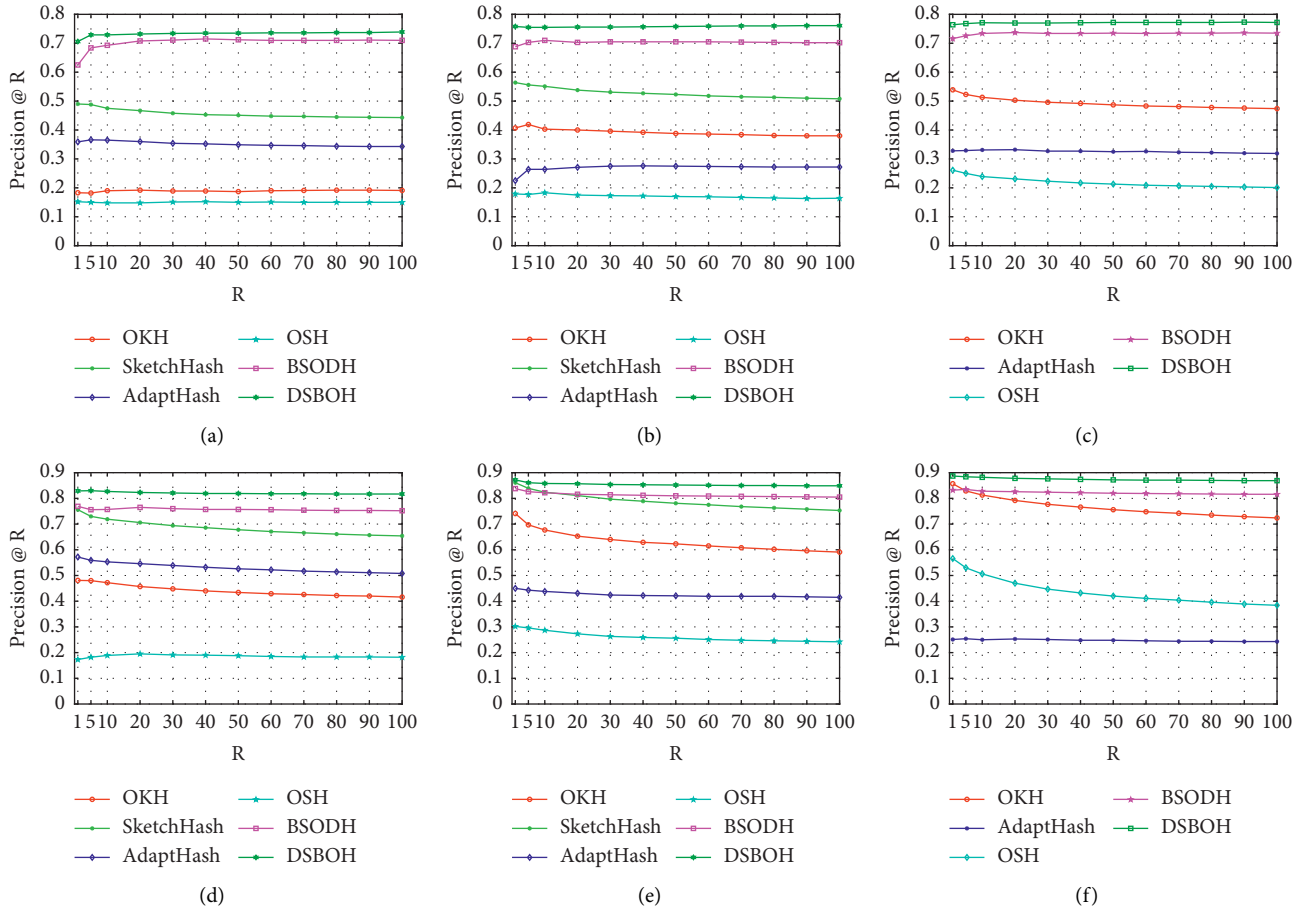 0.8
0.7
0.6
0.5
0.4
0.3
0.2
0.1
0
Precision @ R
1 5 10 20 30 40 50 60 70 80 90 100
R
OKH OSH
SketchHash BSODH
AdaptHash DSBOH
(a)
0.8
0.7
0.6
0.5
0.4
0.3
0.2
0.1
0
Precision @ R
1 5 10 20 30 40 50 60 70 80 90 100
R
OKH OSH
SketchHash BSODH
AdaptHash DSBOH
(b)
0.8
0.7
0.6
0.5
0.4
0.3
0.2
0.1
0
Precision @ R
1 5 10 20 30 40 50 60 70 80 90 100
R
OKH BSODH
AdaptHash DSBOH
OSH
(c)
0.9
0.8
0.7
0.6
0.5
0.4
0.3
0.2
0.1
0
Precision @ R
1 5 10 20 30 40 50 60 70 80 90 100
R
OKH OSH
SketchHash BSODH
AdaptHash DSBOH
(d)
0.9
0.8
0.7
0.6
0.5
0.4
0.3
0.2
0.1
0
Precision @ R
1 5 10 20 30 40 50 60 70 80 90 100
R
OKH OSH
SketchHash BSODH
AdaptHash DSBOH
(e)
0.9
0.8
0.7
0.6
0.5
0.4
0.3
0.2
0.1
0
Precision @ R
1 5 10 20 30 40 50 60 70 80 90 100
R
OKH BSODH
AdaptHash DSBOH
OSH
(f)